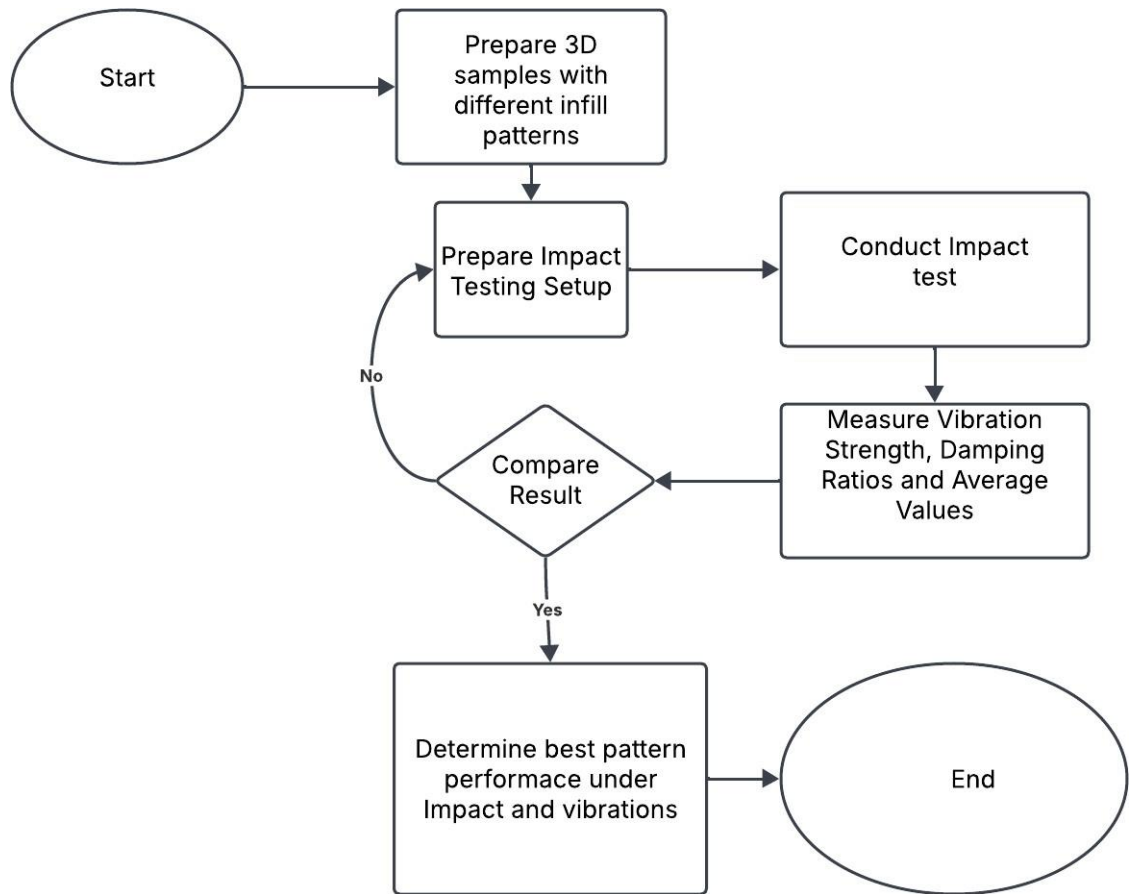 Start
Prepare 3D
samples with
different infill
patterns
Prepare Impact
Testing Setup
Conduct Impact
test
No
Measure Vibration
Strength, Damping
Ratios and Average
Values
Compare
Result
Yes
Determine best pattern
performace under
Impact and vibrations
End